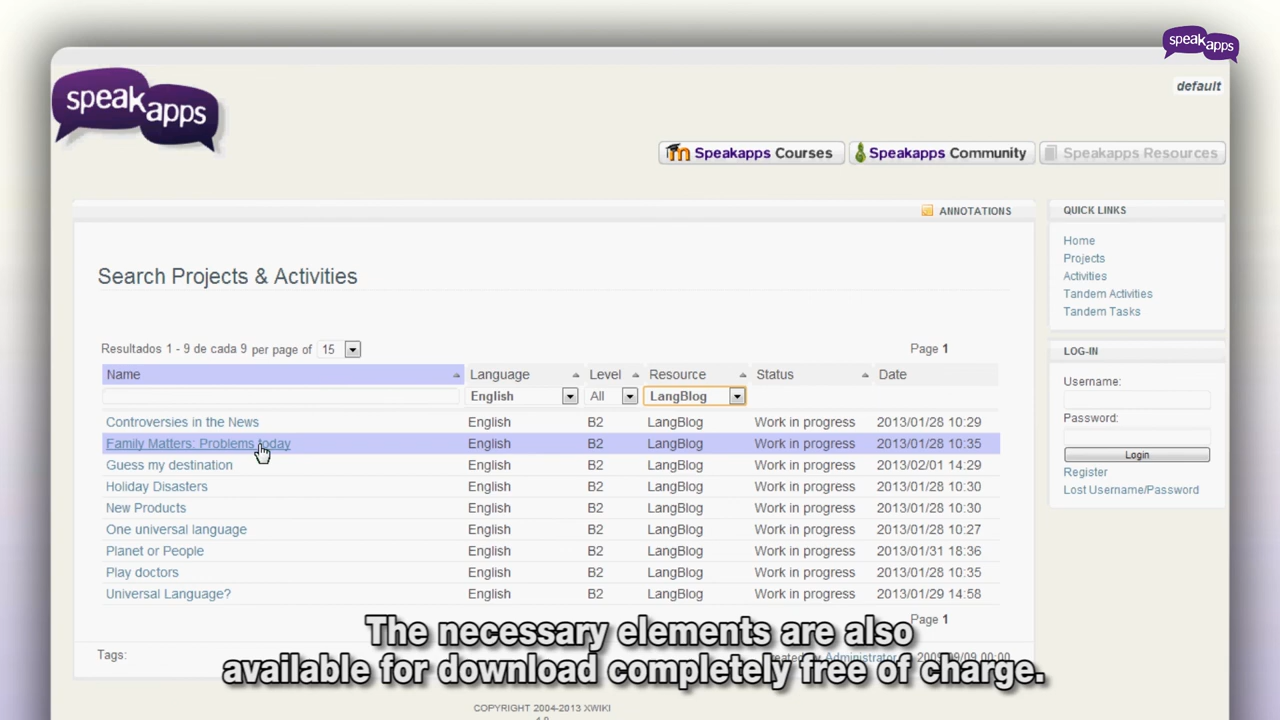 speakapps
default
speakapps
Speakapps Courses Speakapps Community Speakapps Resources
ANNOTATIONS
QUICK LINKS
Home
Projects
Activities
Tandem Activities
Tandem Tasks
Search Projects & Activities
Resultados 1 - 9 de cada 9 per page of 15 Page 1
Name Language Level Resource Status Date
English All LangBlog
Controversies in the News English B2 LangBlog Work in progress 2013/01/28 10:29
Family Matters: Problems today English B2 LangBlog Work in progress 2013/01/28 10:35
Guess my destination English B2 LangBlog Work in progress 2013/02/01 14:29
Holiday Disasters English B2 LangBlog Work in progress 2013/01/28 10:30
New Products English B2 LangBlog Work in progress 2013/01/28 10:30
One universal language English B2 LangBlog Work in progress 2013/01/28 10:27
Planet or People English B2 LangBlog Work in progress 2013/01/31 18:36
Play doctors English B2 LangBlog Work in progress 2013/01/28 10:35
Universal Language? English B2 LangBlog Work in progress 2013/01/29 14:58
Page 1
LOG-IN
Username:
Password:
Login
Register
Lost Username/Password
The necessary elements are also
available for download completely free of charge.
Tags:
Administrator
COPYRIGHT 2004-2013 XWIKI